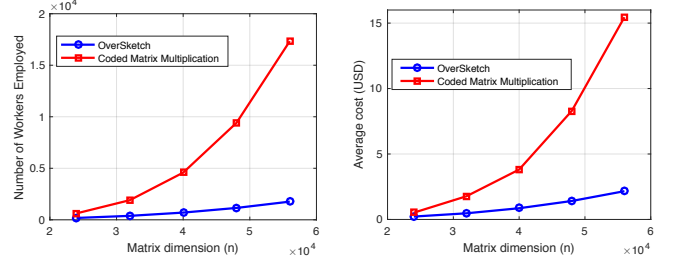 ×10⁴
2
1.5
1
0.5
0
Number of Workers Employed
OverSketch
Coded Matrix Multiplication
2 3 4 5 6
Matrix dimension (n)
×10⁴
15
10
5
0
Average cost (USD)
OverSketch
Coded Matrix Multiplication
2 3 4 5 6
Matrix dimension (n)
×10⁴